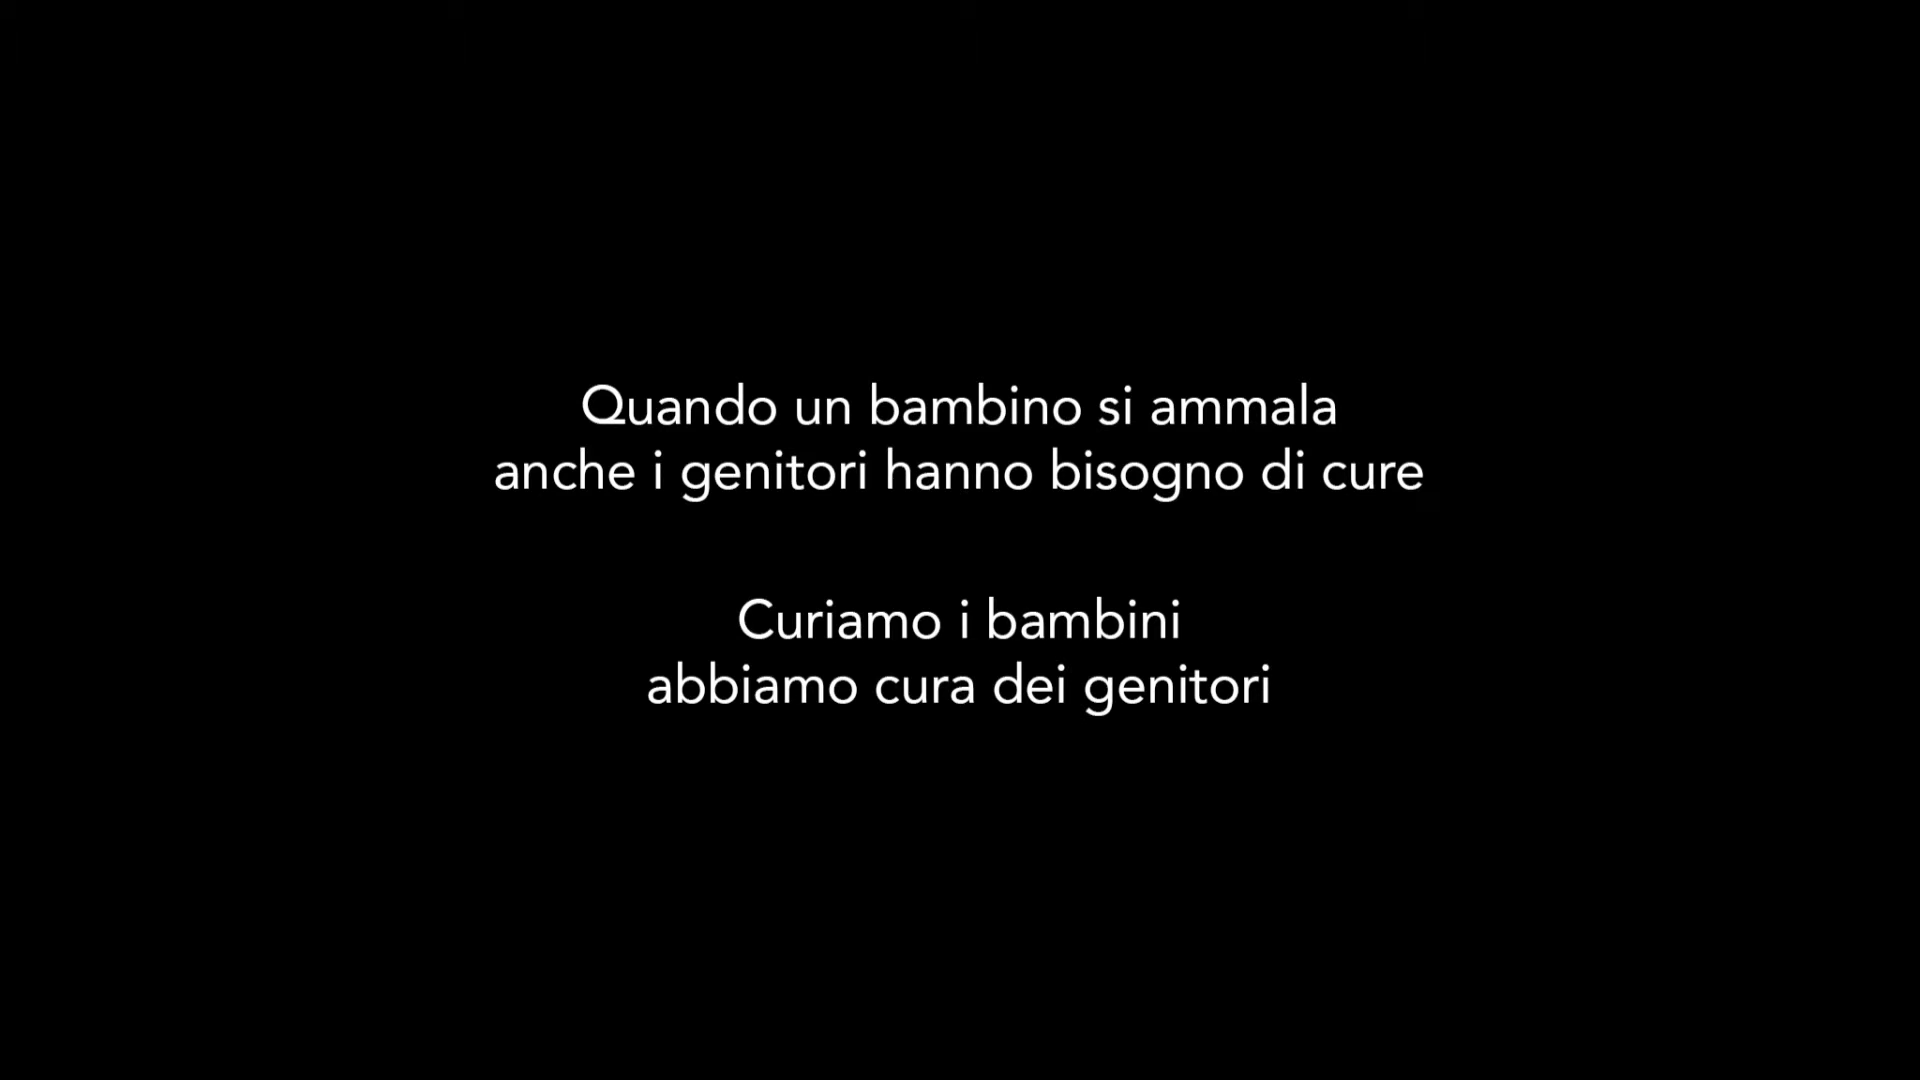 Quando un bambino si ammala
anche i genitori hanno bisogno di cure
Curiamo i bambini
abbiamo cura dei genitori